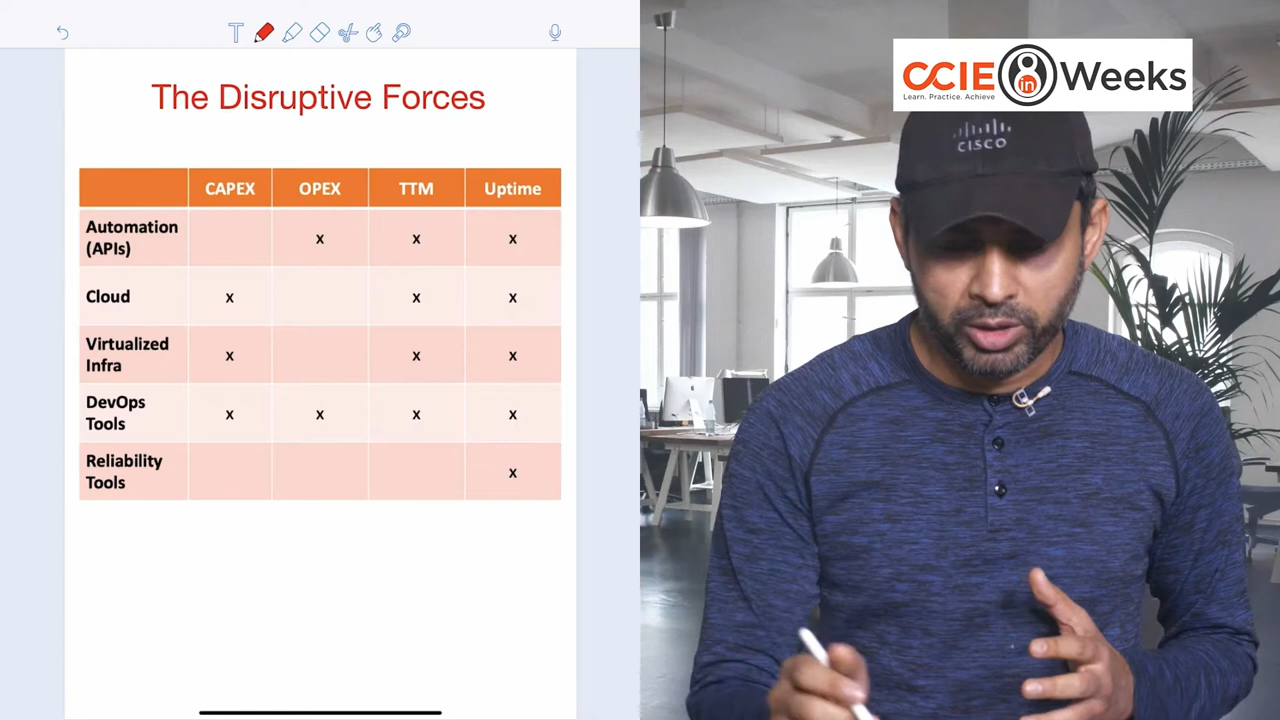 The Disruptive Forces
CAPEX OPEX TTM Uptime
Automation
(APIs)
x x x
Cloud
x x x
Virtualized
Infra
x x x
DevOps
Tools
x x x x
Reliability
Tools
x
CCIE 8 in Weeks
Learn. Practice. Achieve
CISCO